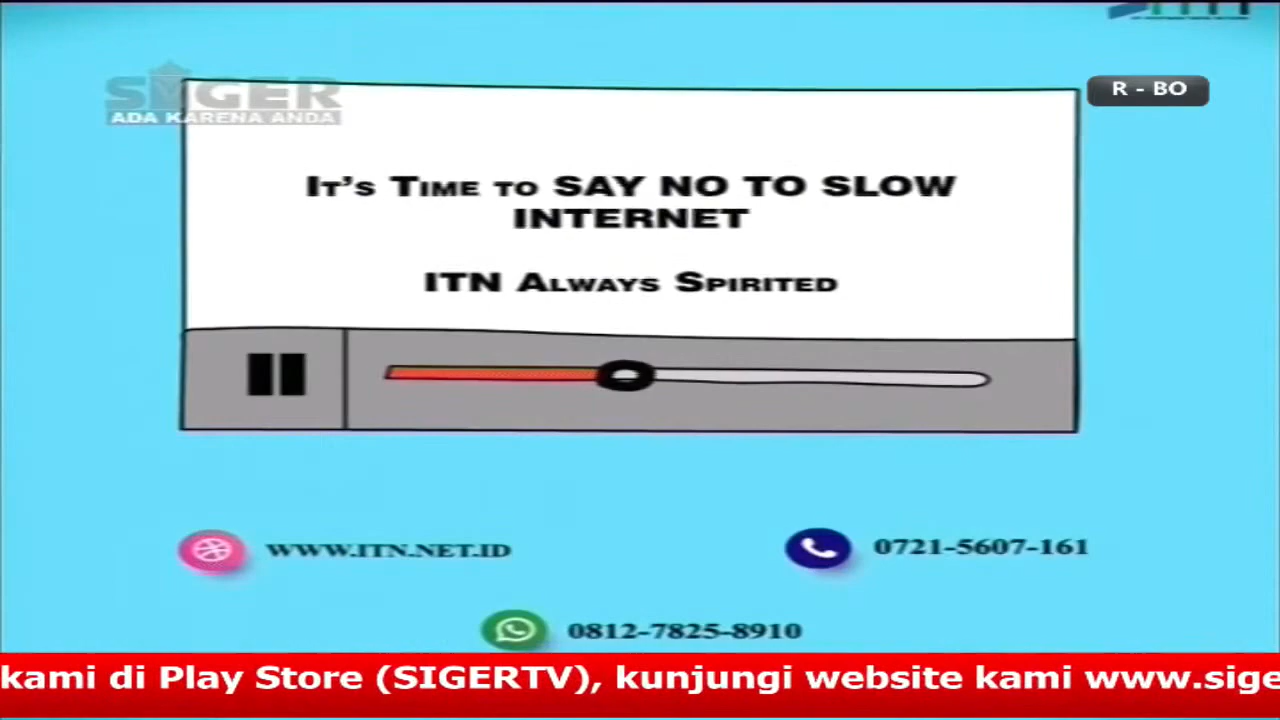 SIGER
ADA KARENA ANDA
R - BO
It's Time to SAY NO TO SLOW
INTERNET
ITN Always Spirited
WWW.ITN.NET.ID
0721-5607-161
0812-7825-8910
kami di Play Store (SIGERTV), kunjungi website kami www.sige